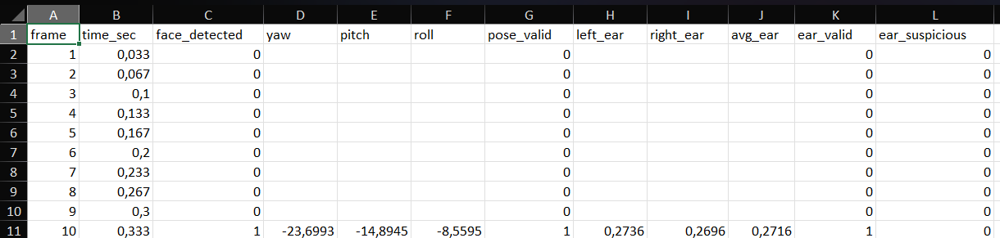 A B C D E F G H I J K L
1 frame time_sec face_detected yaw pitch roll pose_valid left_ear right_ear avg_ear ear_valid ear_suspicious
2 1 0,033 0 0 0 0
3 2 0,067 0 0 0 0
4 3 0,1 0 0 0 0
5 4 0,133 0 0 0 0
6 5 0,167 0 0 0 0
7 6 0,2 0 0 0 0
8 7 0,233 0 0 0 0
9 8 0,267 0 0 0 0
10 9 0,3 0 0 0 0
11 10 0,333 1 -23,6993 -14,8945 -8,5595 1 0,2736 0,2696 0,2716 1 0